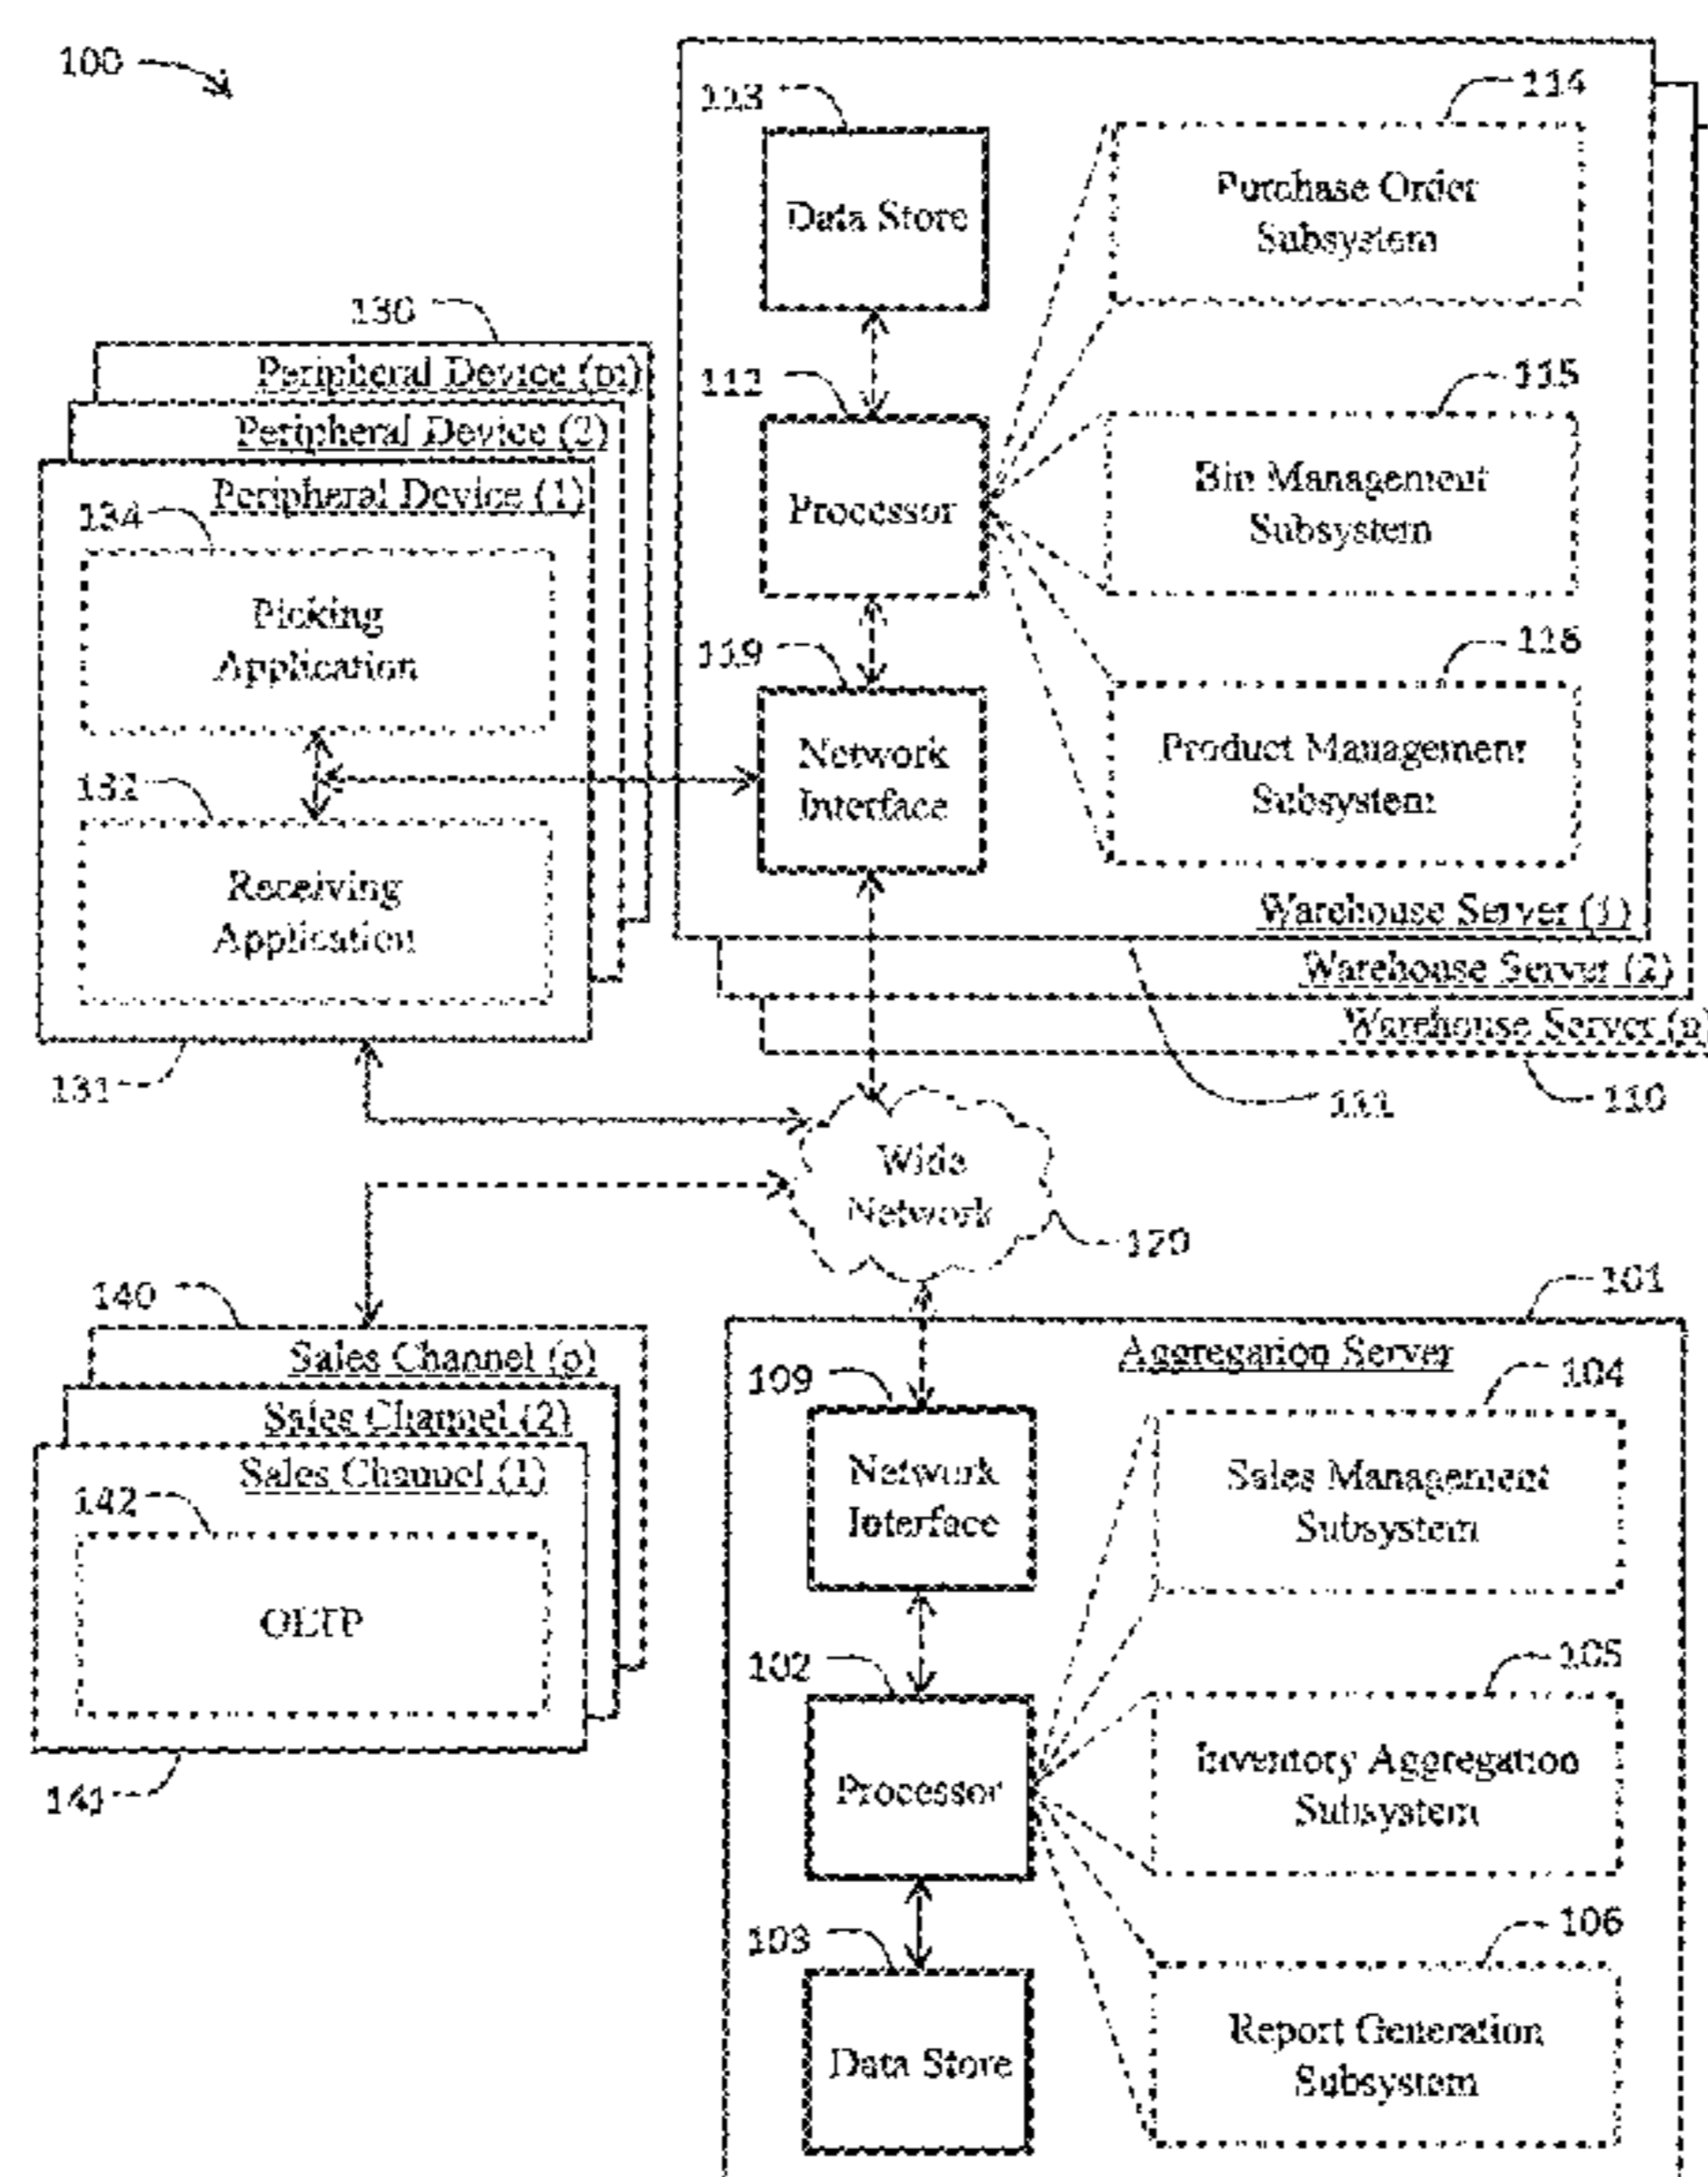 100
113
114
Data Store
Purchase Order
Subsystem
130
Peripheral Device (m)
112
115
Peripheral Device (2)
Peripheral Device (1)
134
Processor
Bin Management
Subsystem
Picking
Application
119
116
Network
Interface
Product Management
Subsystem
132
Receiving
Application
Warehouse Server (1)
Warehouse Server (2)
Warehouse Server (n)
131
111
110
Wide
Network
120
140
101
Sales Channel (o)
Aggregation Server
109
104
Sales Channel (2)
Sales Channel (1)
142
Network
Interface
Sales Management
Subsystem
OLTP
102
105
Processor
Inventory Aggregation
Subsystem
141
103
106
Data Store
Report Generation
Subsystem